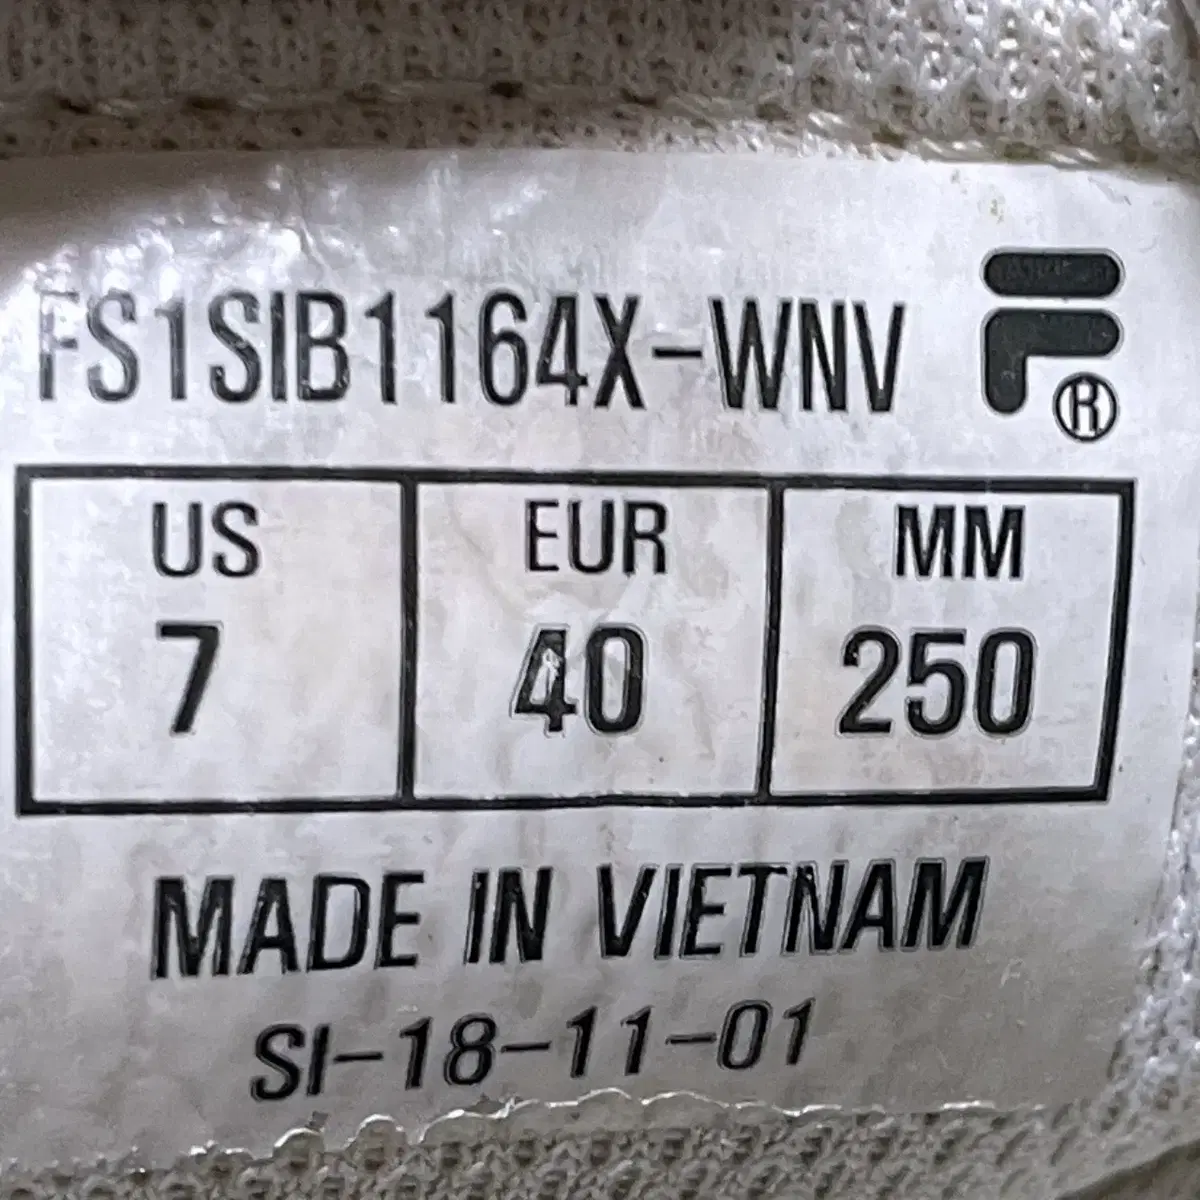 FS1SIB1164X-WNV
®
US EUR MM
7 40 250
MADE IN VIETNAM
SI-18-11-01